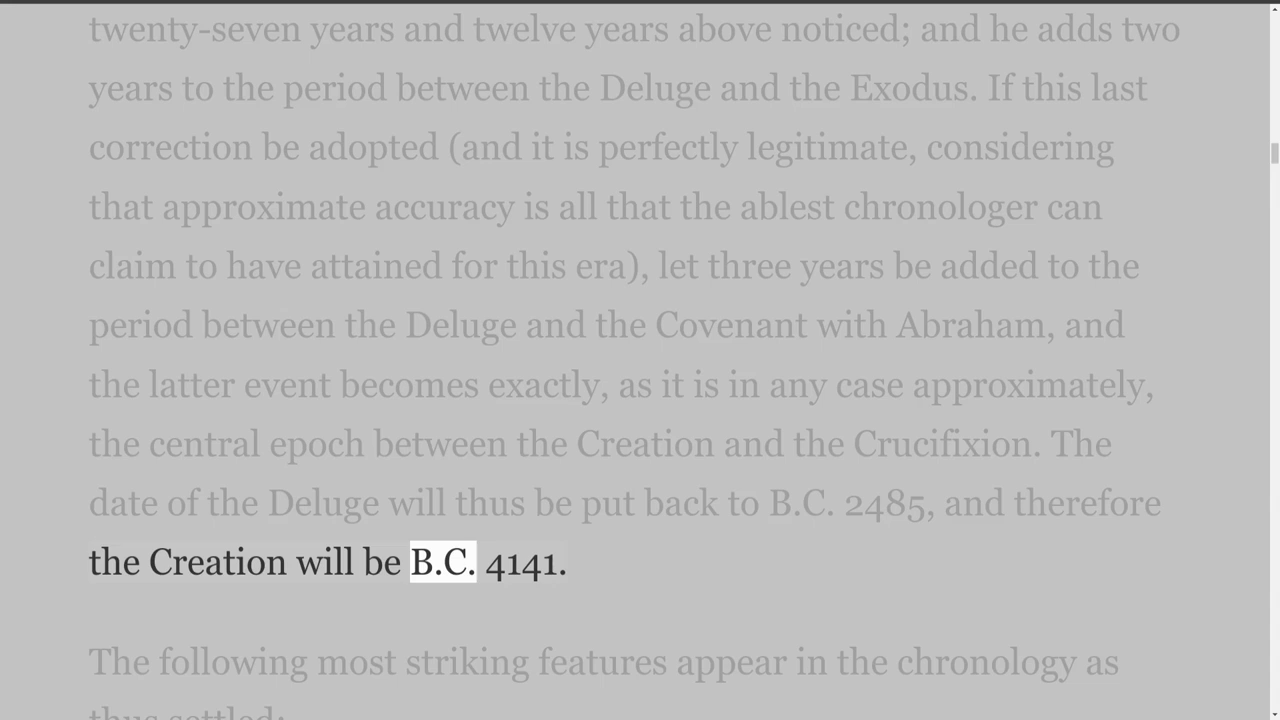 twenty-seven years and twelve years above noticed; and he adds two
years to the period between the Deluge and the Exodus. If this last
correction be adopted (and it is perfectly legitimate, considering
that approximate accuracy is all that the ablest chronologer can
claim to have attained for this era), let three years be added to the
period between the Deluge and the Covenant with Abraham, and
the latter event becomes exactly, as it is in any case approximately,
the central epoch between the Creation and the Crucifixion. The
date of the Deluge will thus be put back to B.C. 2485, and therefore
the Creation will be B.C. 4141.
The following most striking features appear in the chronology as
thus settled: